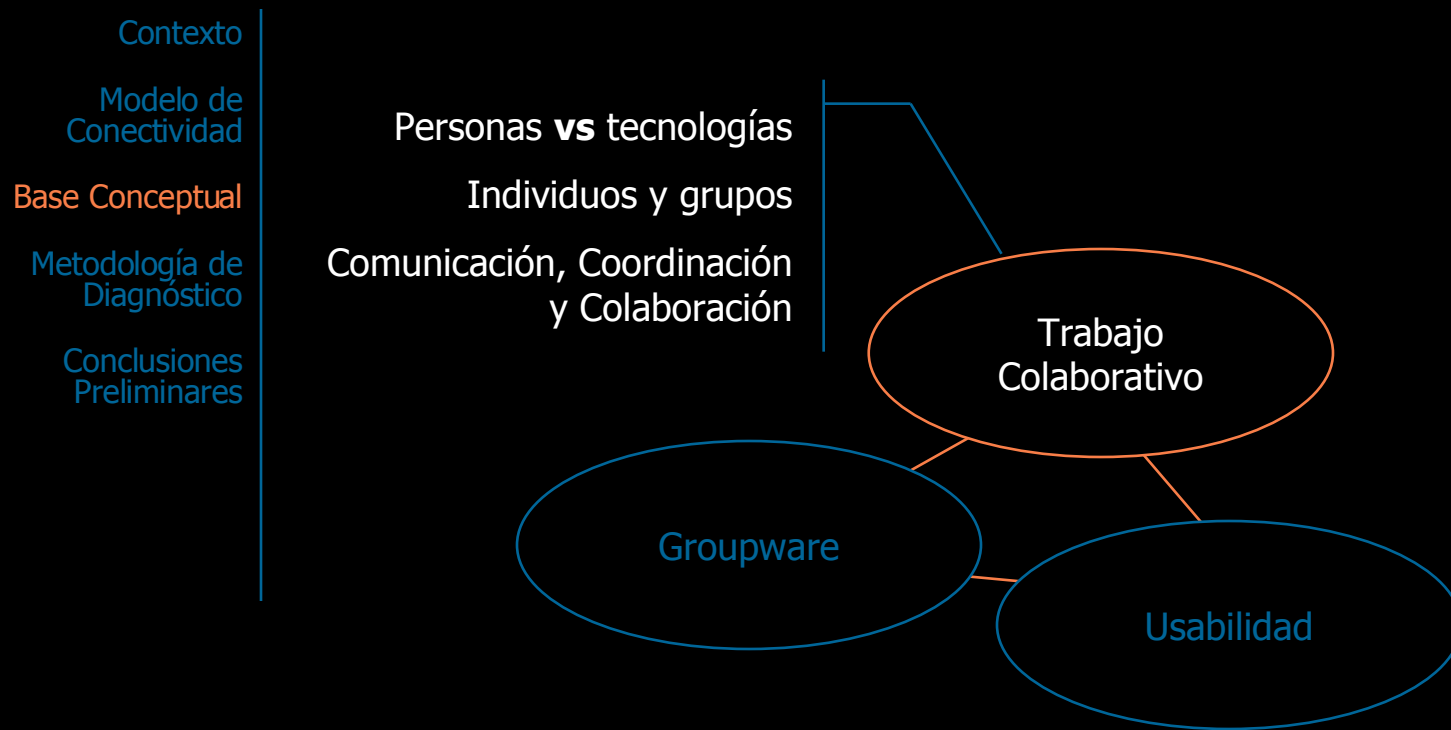 Contexto
Modelo de
Conectividad
Base Conceptual
Metodología de
Diagnóstico
Conclusiones
Preliminares
Personas vs tecnologías
Individuos y grupos
Comunicación, Coordinación
y Colaboración
Trabajo
Colaborativo
Groupware
Usabilidad